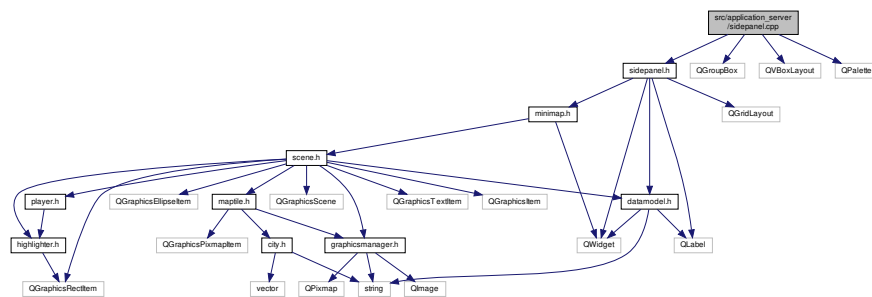 src/application_server
/sidepanel.cpp
sidepanel.h
QGroupBox
QVBoxLayout
QPalette
minimap.h
QGridLayout
scene.h
player.h
QGraphicsEllipseItem
maptile.h
QGraphicsScene
QGraphicsTextItem
QGraphicsItem
datamodel.h
highlighter.h
QGraphicsPixmapItem
city.h
graphicsmanager.h
QWidget
QLabel
QGraphicsRectItem
vector
QPixmap
string
QImage